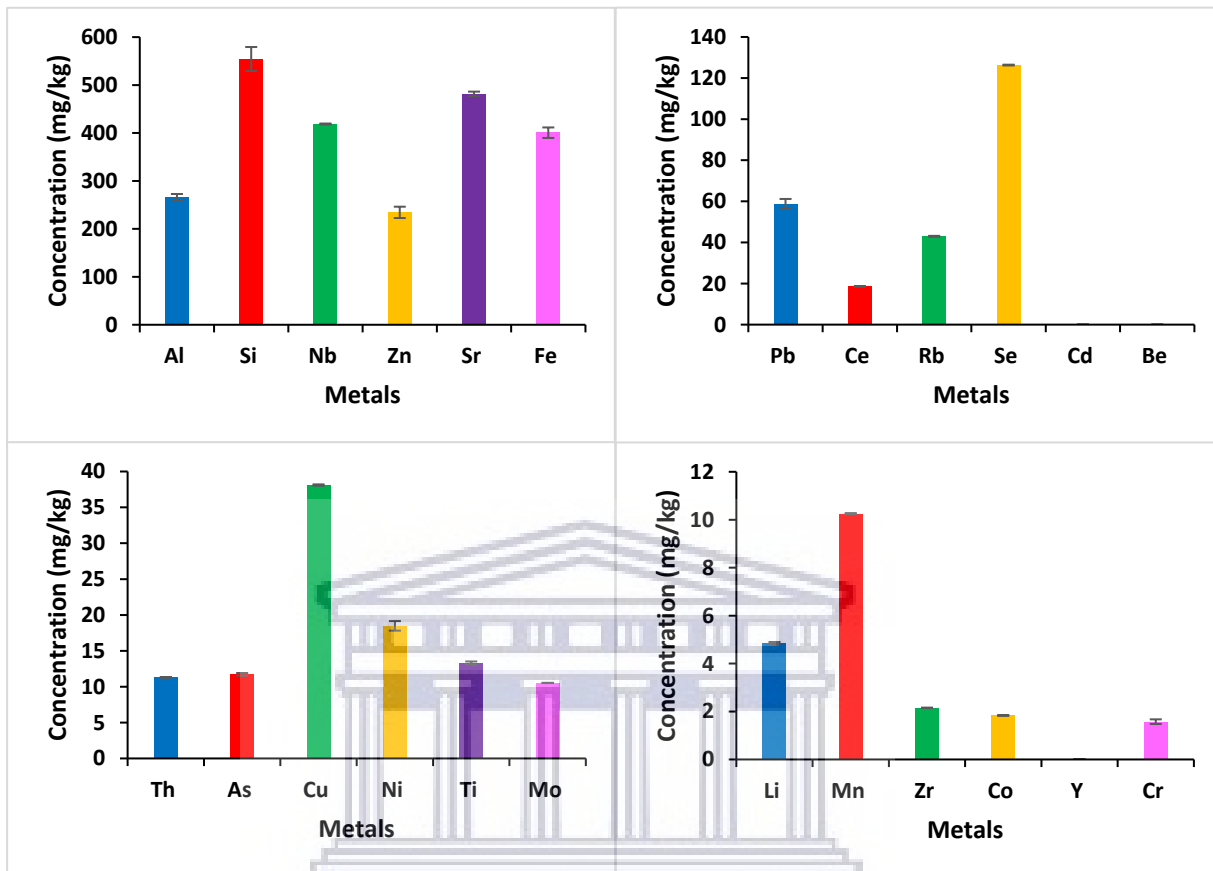 Concentration (mg/kg)
600
500
400
300
200
100
0
Al Si Nb Zn Sr Fe
Metals
Concentration (mg/kg)
140
120
100
80
60
40
20
0
Pb Ce Rb Se Cd Be
Metals
Concentration (mg/kg)
40
35
30
25
20
15
10
5
0
Th As Cu Ni Ti Mo
Metals
Concentration (mg/kg)
12
10
8
6
4
2
0
Li Mn Zr Co Y Cr
Metals